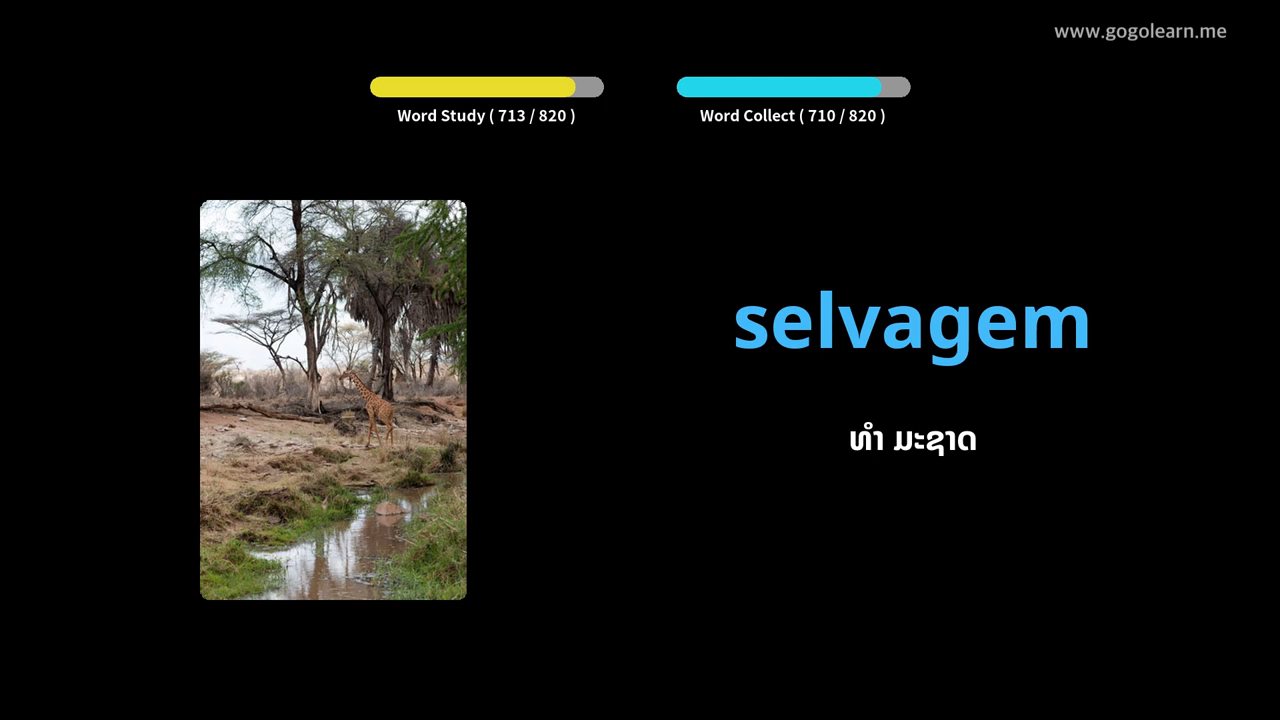 www.gogolearn.me
Word Study ( 713 / 820 )
Word Collect ( 710 / 820 )
selvagem
ທຳ ມະຊາດ